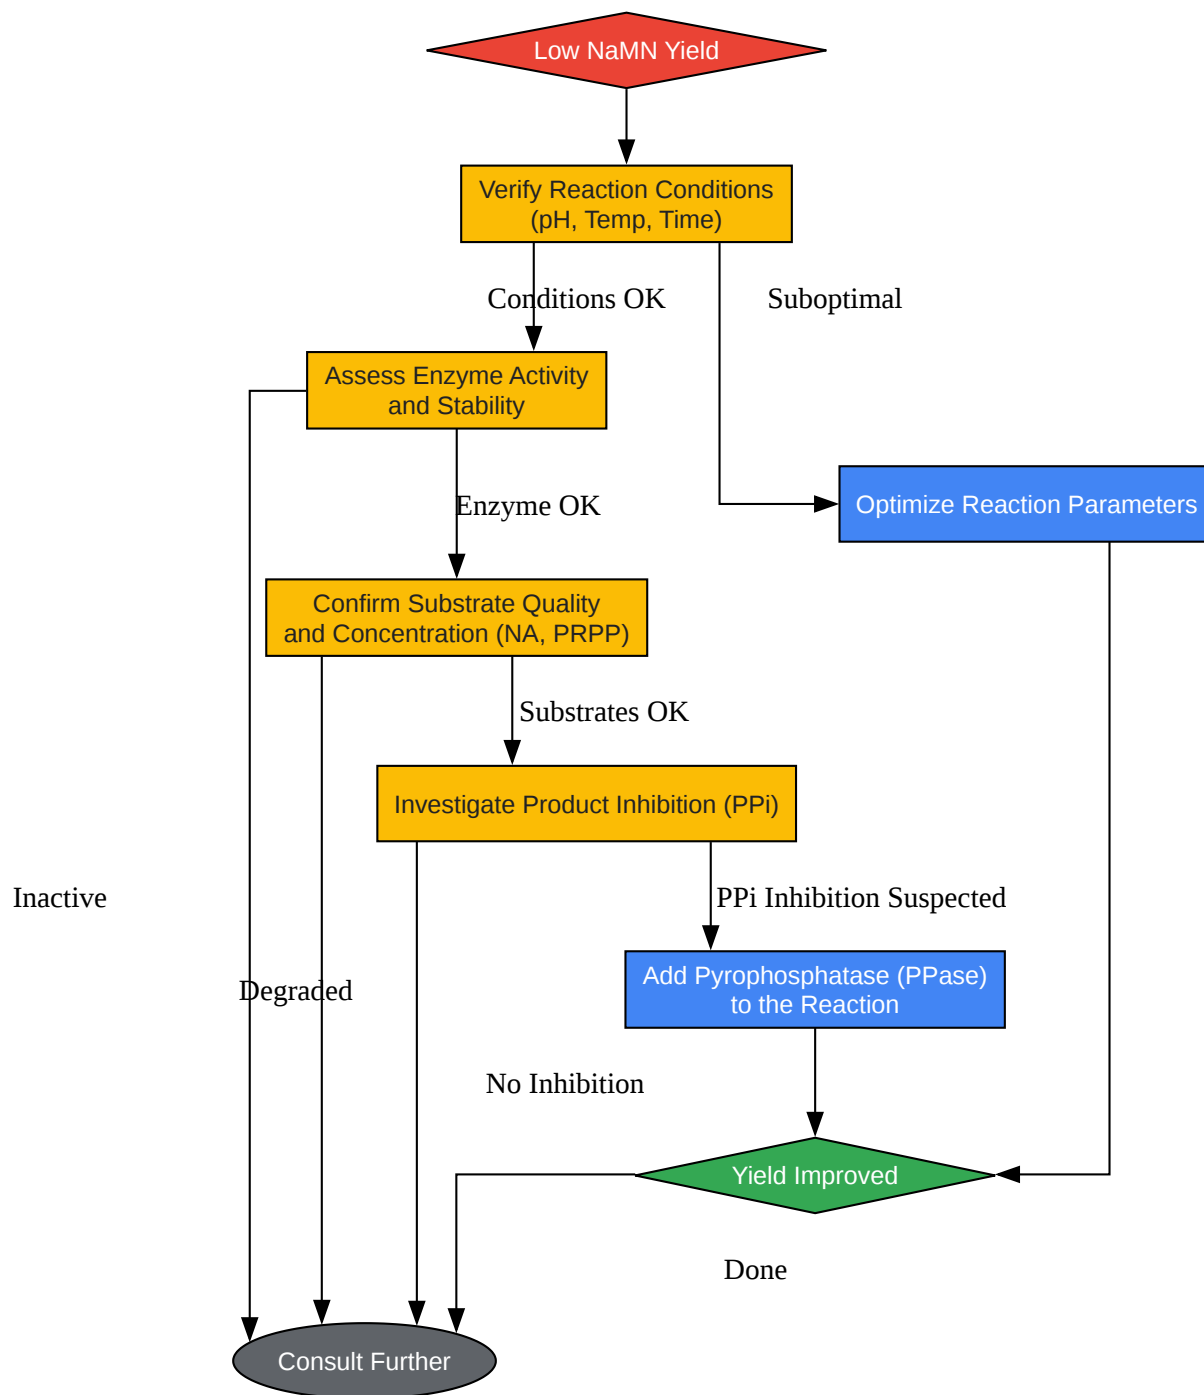 Low NaMN Yield
Verify Reaction Conditions
(pH, Temp, Time)
Conditions OK
Suboptimal
Assess Enzyme Activity
and Stability
Enzyme OK
Optimize Reaction Parameters
Confirm Substrate Quality
and Concentration (NA, PRPP)
Substrates OK
Investigate Product Inhibition (PPi)
Inactive
PPi Inhibition Suspected
Degraded
Add Pyrophosphatase (PPase)
to the Reaction
No Inhibition
Yield Improved
Done
Consult Further